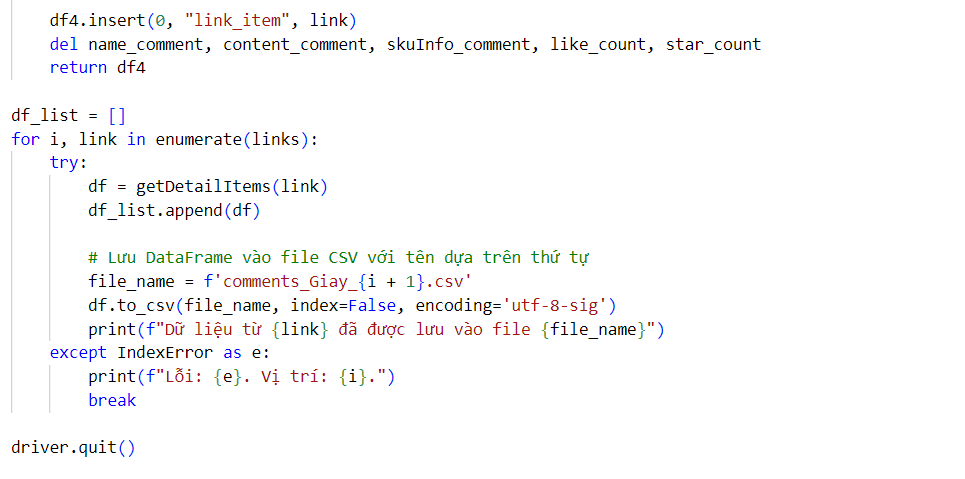 df4.insert(0, "link_item", link)
    del name_comment, content_comment, skuInfo_comment, like_count, star_count
    return df4

df_list = []
for i, link in enumerate(links):
    try:
        df = getDetailItems(link)
        df_list.append(df)

        # Lưu DataFrame vào file CSV với tên dựa trên thứ tự
        file_name = f'comments_Giay_{i + 1}.csv'
        df.to_csv(file_name, index=False, encoding='utf-8-sig')
        print(f"Dữ liệu từ {link} đã được lưu vào file {file_name}")
    except IndexError as e:
        print(f"Lỗi: {e}. Vị trí: {i}.")
        break

driver.quit()